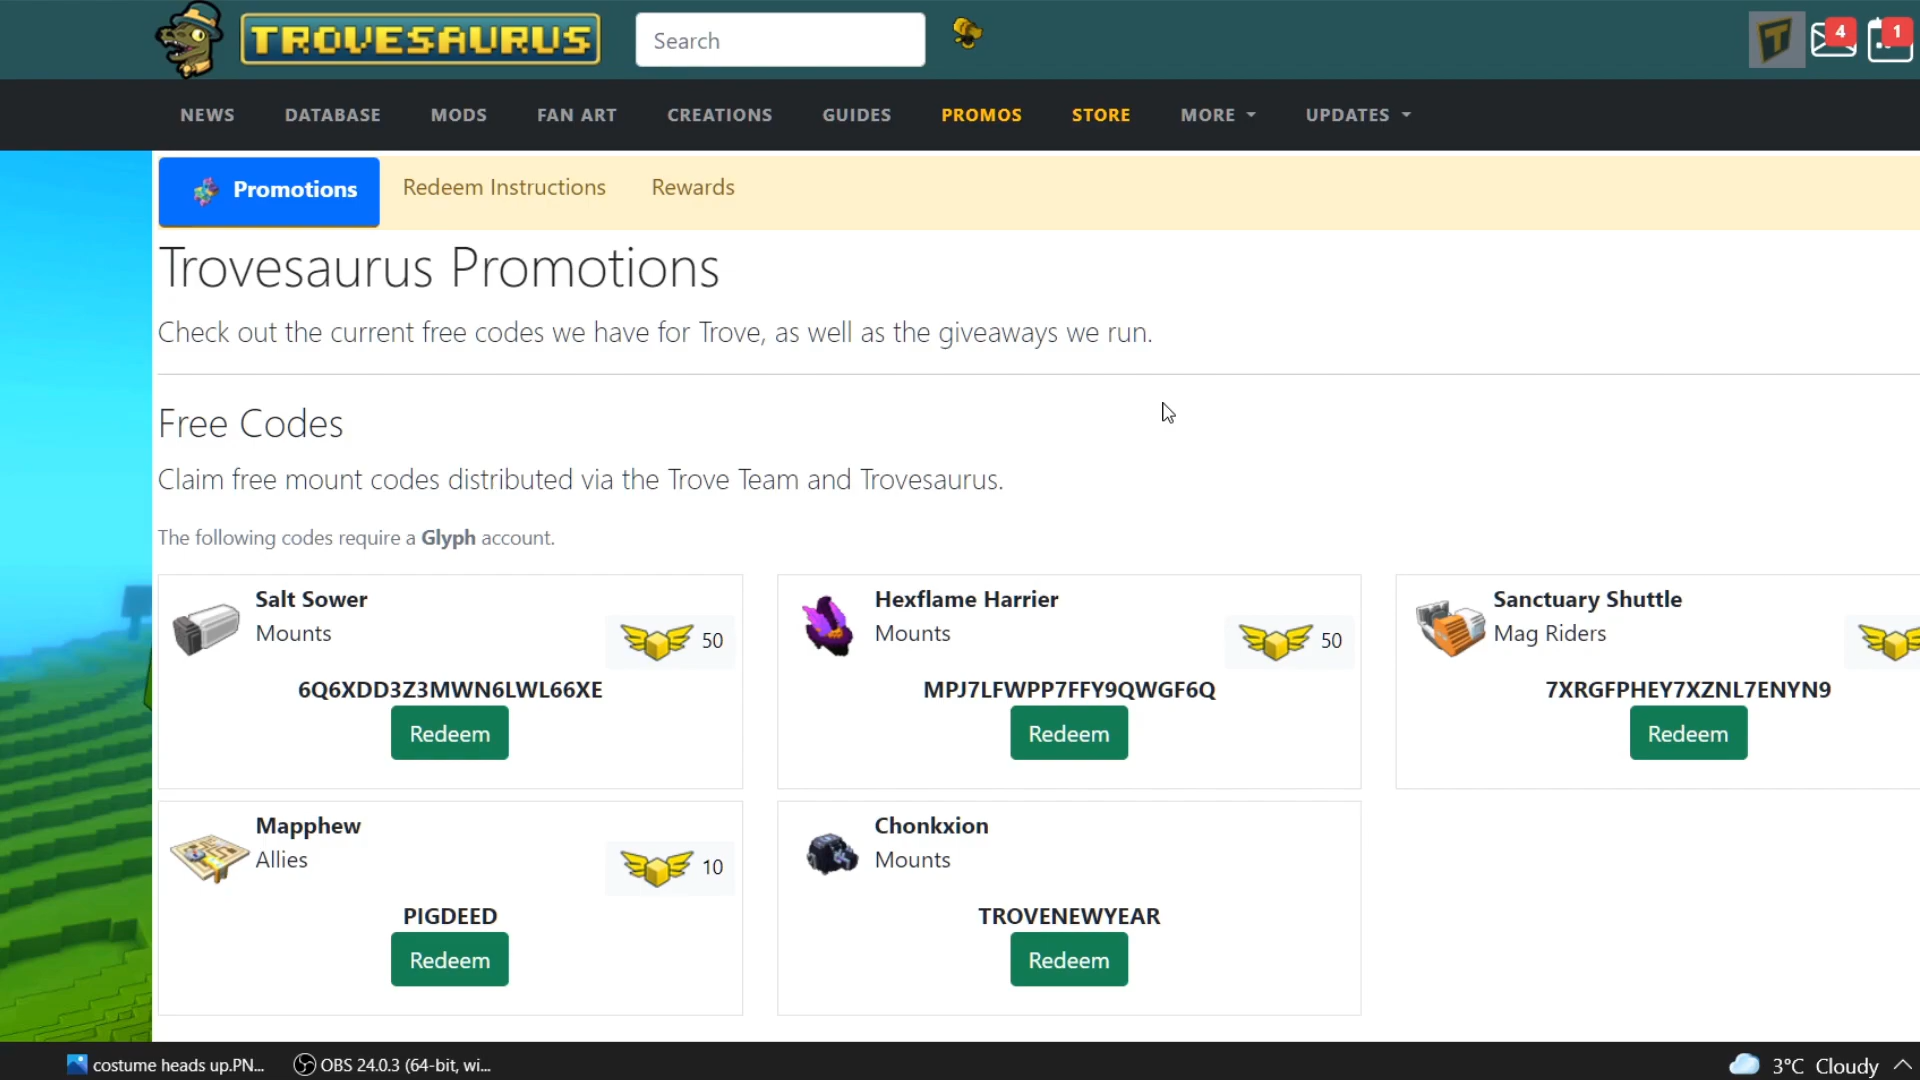 TROVESAURUS
Search
4
1
NEWS DATABASE MODS FAN ART CREATIONS GUIDES PROMOS STORE MORE UPDATES
Promotions Redeem Instructions Rewards
Trovesaurus Promotions
Check out the current free codes we have for Trove, as well as the giveaways we run.
Free Codes
Claim free mount codes distributed via the Trove Team and Trovesaurus.
The following codes require a Glyph account.
Salt Sower
Mounts
50
6Q6XDD3Z3MWN6LWL66XE
Redeem
Hexflame Harrier
Mounts
50
MPJ7LFWPP7FFY9QWGF6Q
Redeem
Sanctuary Shuttle
Mag Riders
7XRGFPHEY7XZNL7ENYN9
Redeem
Mapphew
Allies
10
PIGDEED
Redeem
Chonkxion
Mounts
TROVENEWYEAR
Redeem
costume heads up.PN... OBS 24.0.3 (64-bit, wi... 3°C Cloudy